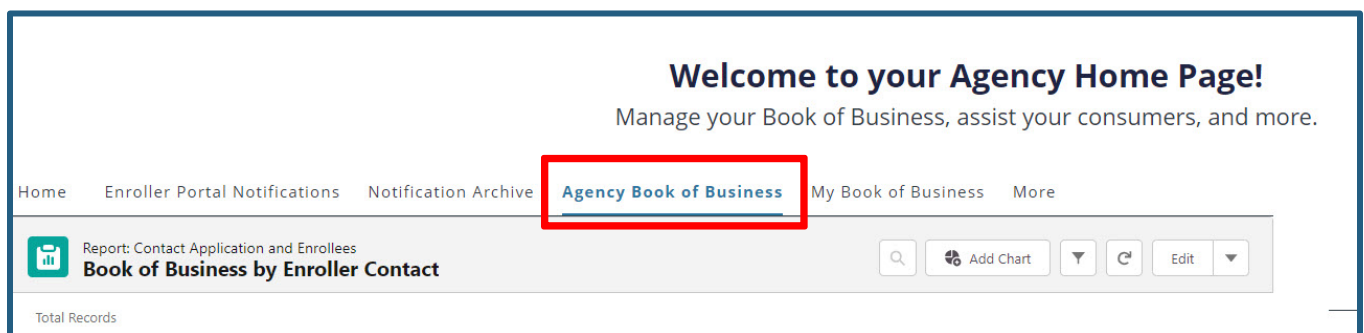 Welcome to your Agency Home Page!
Manage your Book of Business, assist your consumers, and more.
Home Enroller Portal Notifications Notification Archive Agency Book of Business My Book of Business More
Report: Contact Application and Enrollees
Book of Business by Enroller Contact
Add Chart Edit
Total Records